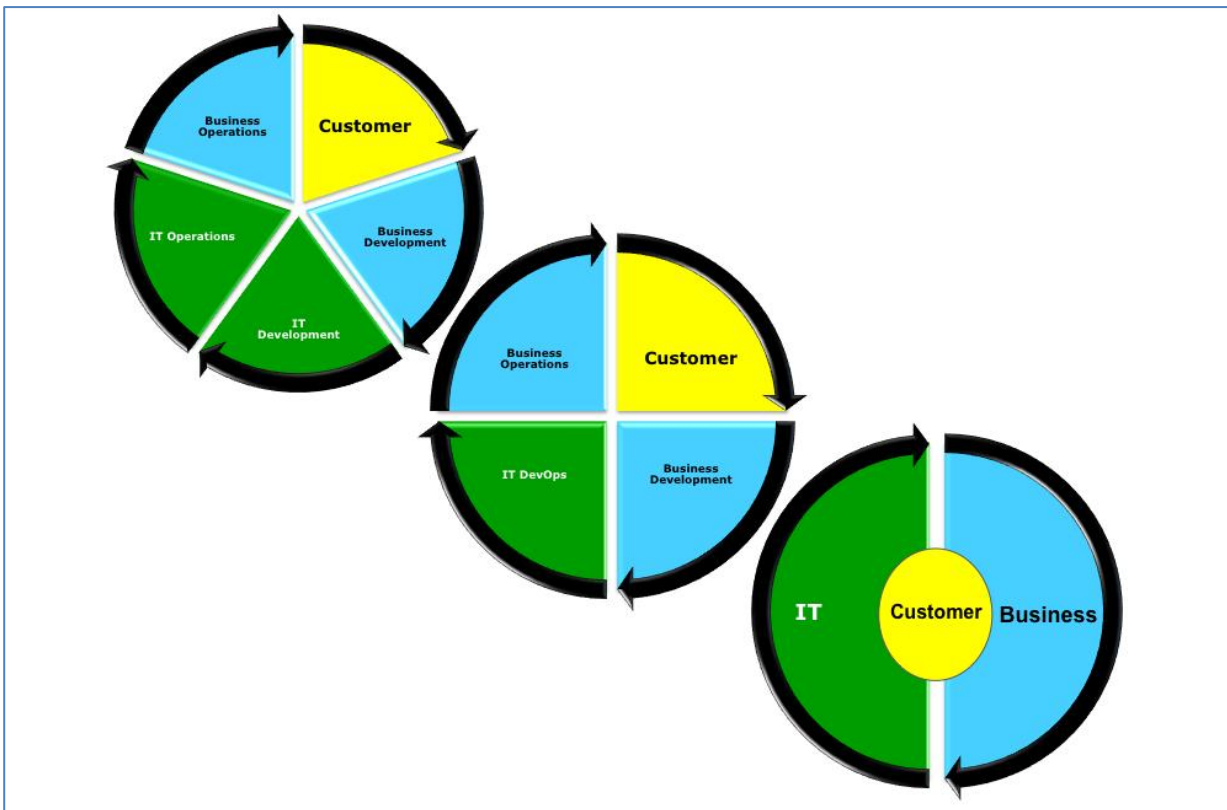 Business
Operations
Customer
IT Operations
Business
Development
IT
Development
Business
Operations
Customer
IT DevOps
Business
Development
IT
Customer
Business